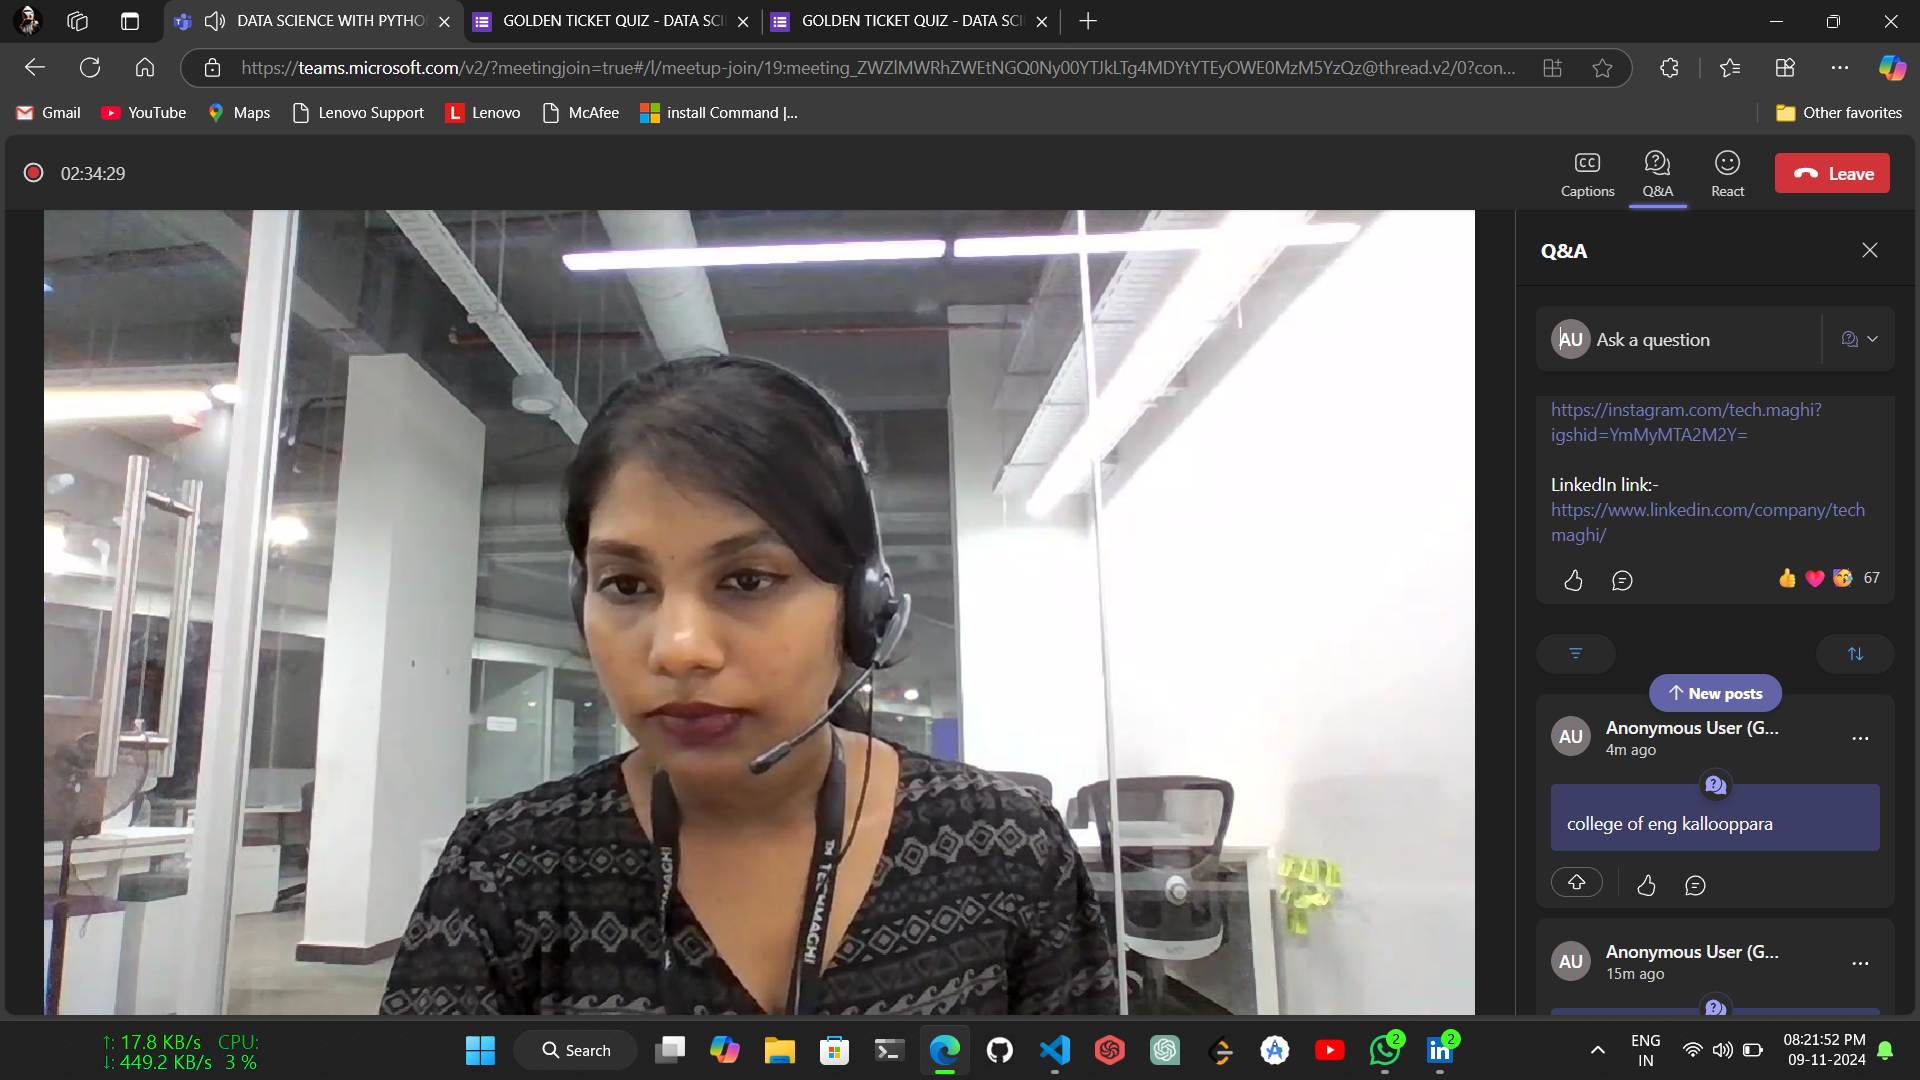 DATA SCIENCE WITH PYTHO
GOLDEN TICKET QUIZ - DATA SCI
GOLDEN TICKET QUIZ - DATA SCI
https://teams.microsoft.com/v2/?meetingjoin=true#/l/meetup-join/19:meeting_ZWZlMWRhZWEtNGQ0Ny00YTJkLTg4MDYtYTEyOWE0MzM5YzQz@thread.v2/0?con...
Gmail
YouTube
Maps
Lenovo Support
L Lenovo
McAfee
install Command |...
Other favorites
02:34:29
CC
Captions
Q&A
React
Leave
Q&A
AU Ask a question
https://instagram.com/tech.maghi?
igshid=YmMyMTA2M2Y=
LinkedIn link:-
https://www.linkedin.com/company/tech
maghi/
67
New posts
AU Anonymous User (G...
4m ago
college of eng kallooppara
AU Anonymous User (G...
15m ago
TECHMAGHI
↑: 17.8 KB/s CPU:
↓: 449.2 KB/s 3 %
Search
2
in 2
ENG
IN
08:21:52 PM
09-11-2024